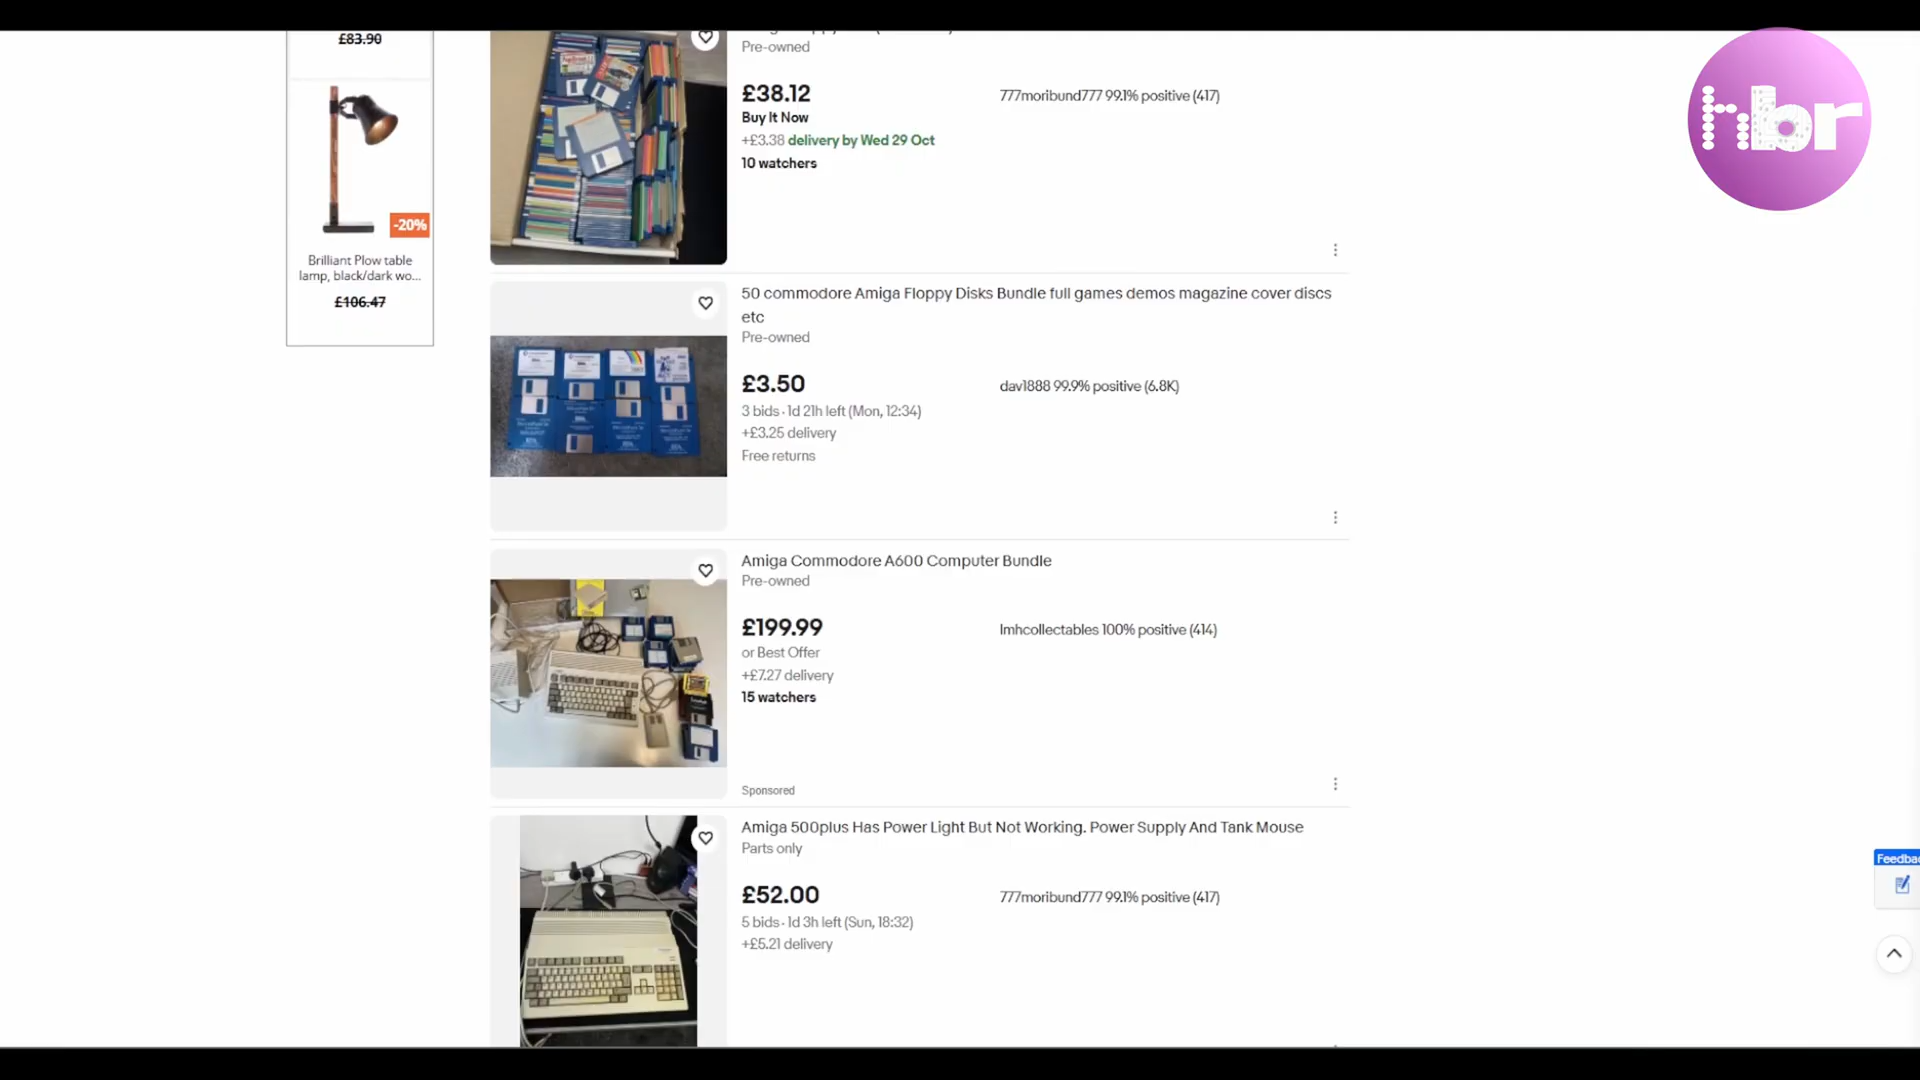 £83.90
-20%
Brilliant Plow table
lamp, black/dark wo...
£106.47
Pre-owned
£38.12
Buy It Now
+£3.38 delivery by Wed 29 Oct
10 watchers
777moribund777 99.1% positive (417)
50 commodore Amiga Floppy Disks Bundle full games demos magazine cover discs
etc
Pre-owned
£3.50
3 bids · 1d 21h left (Mon, 12:34)
+£3.25 delivery
Free returns
dav1888 99.9% positive (6.8K)
Amiga Commodore A600 Computer Bundle
Pre-owned
£199.99
or Best Offer
+£7.27 delivery
15 watchers
Sponsored
lmhcollectables 100% positive (414)
Amiga 500plus Has Power Light But Not Working. Power Supply And Tank Mouse
Parts only
£52.00
5 bids · 1d 3h left (Sun, 18:32)
+£5.21 delivery
777moribund777 99.1% positive (417)
hbr
Feedbac